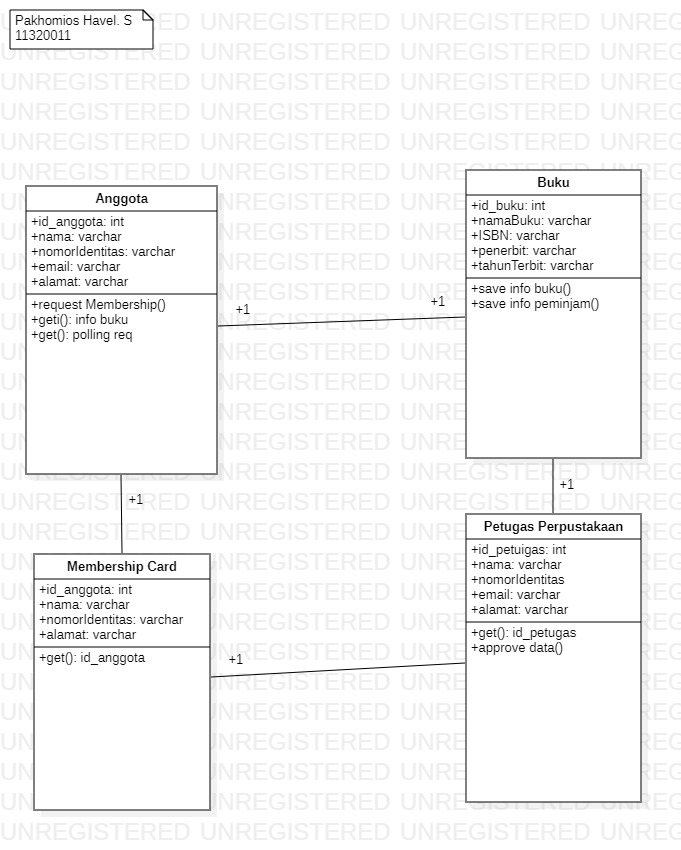 Pakhomios Havel. S
11320011
Anggota
+id_anggota: int
+nama: varchar
+nomorIdentitas: varchar
+email: varchar
+alamat: varchar
+request Membership()
+geti(): info buku
+get(): polling req
Buku
+id_buku: int
+namaBuku: varchar
+ISBN: varchar
+penerbit: varchar
+tahunTerbit: varchar
+save info buku()
+save info peminjam()
+1
+1
+1
+1
Membership Card
+id_anggota: int
+nama: varchar
+nomorIdentitas: varchar
+alamat: varchar
+get(): id_anggota
Petugas Perpustakaan
+id_petuigas: int
+nama: varchar
+nomorIdentitas
+email: varchar
+alamat: varchar
+get(): id_petugas
+approve data()
+1
UNREGISTERED